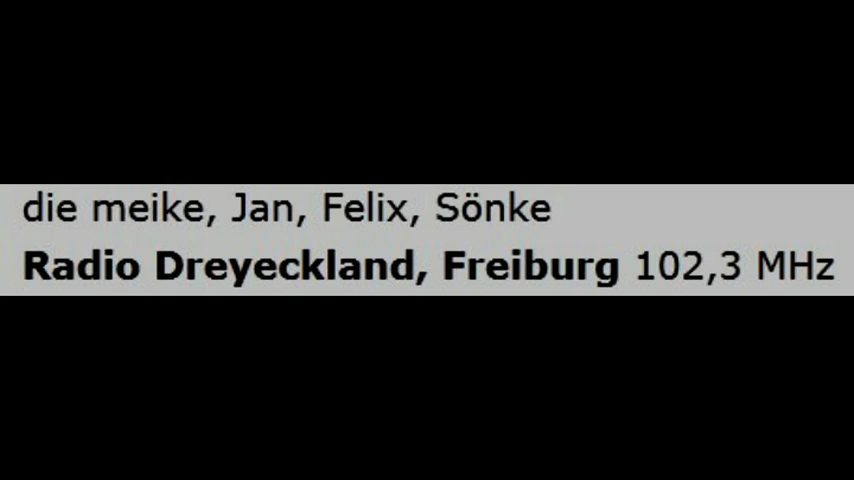 die meike, Jan, Felix, Sönke
Radio Dreyeckland, Freiburg 102,3 MHz